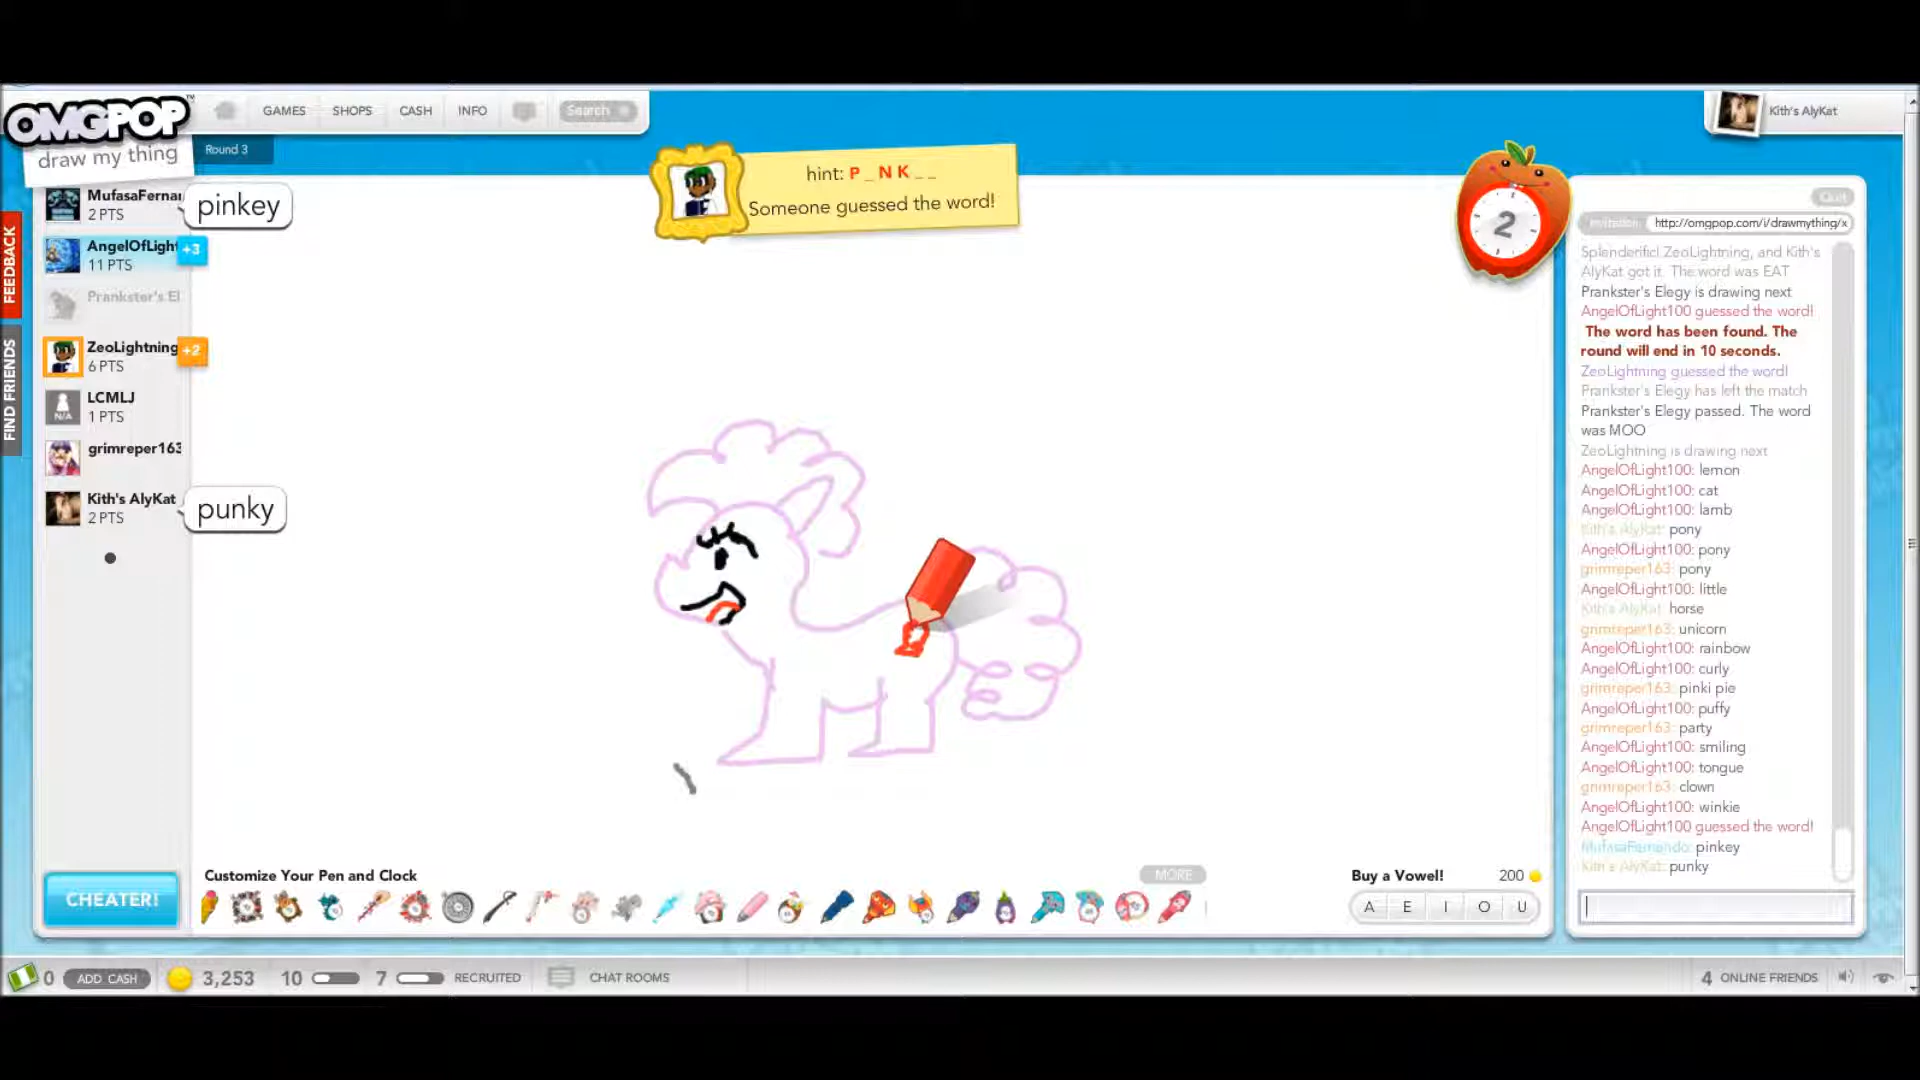 OMGPOP
GAMES SHOPS CASH INFO Search
Kith's AlyKat
draw my thing
Round 3
FEEDBACK
FIND FRIENDS
MufasaFernan
2 PTS
pinkey
AngelOfLight
11 PTS
+3
Prankster's El
ZeoLightning
6 PTS
+2
LCMLJ
1 PTS
N/A
grimreper163
Kith's AlyKat
2 PTS
punky
CHEATER!
hint: P _ N K _ _
Someone guessed the word!
2
Quit
Invitation: http://omgpop.com/i/drawmything/x
Splenderific! ZeoLightning, and Kith's
AlyKat got it. The word was EAT
Prankster's Elegy is drawing next
AngelOfLight100 guessed the word!
The word has been found. The
round will end in 10 seconds.
ZeoLightning guessed the word!
Prankster's Elegy has left the match
Prankster's Elegy passed. The word
was MOO
ZeoLightning is drawing next
AngelOfLight100: lemon
AngelOfLight100: cat
AngelOfLight100: lamb
Kith's AlyKat: pony
AngelOfLight100: pony
grimreper163: pony
AngelOfLight100: little
Kith's AlyKat: horse
grimreper163: unicorn
AngelOfLight100: rainbow
AngelOfLight100: curly
grimreper163: pinki pie
AngelOfLight100: puffy
grimreper163: party
AngelOfLight100: smiling
AngelOfLight100: tongue
grimreper163: clown
AngelOfLight100: winkie
AngelOfLight100 guessed the word!
MufasaFernando: pinkey
Kith's AlyKat: punky
Customize Your Pen and Clock
MORE
Buy a Vowel! 200
A E I O U
0 ADD CASH 3,253 10 7 RECRUITED CHAT ROOMS
4 ONLINE FRIENDS